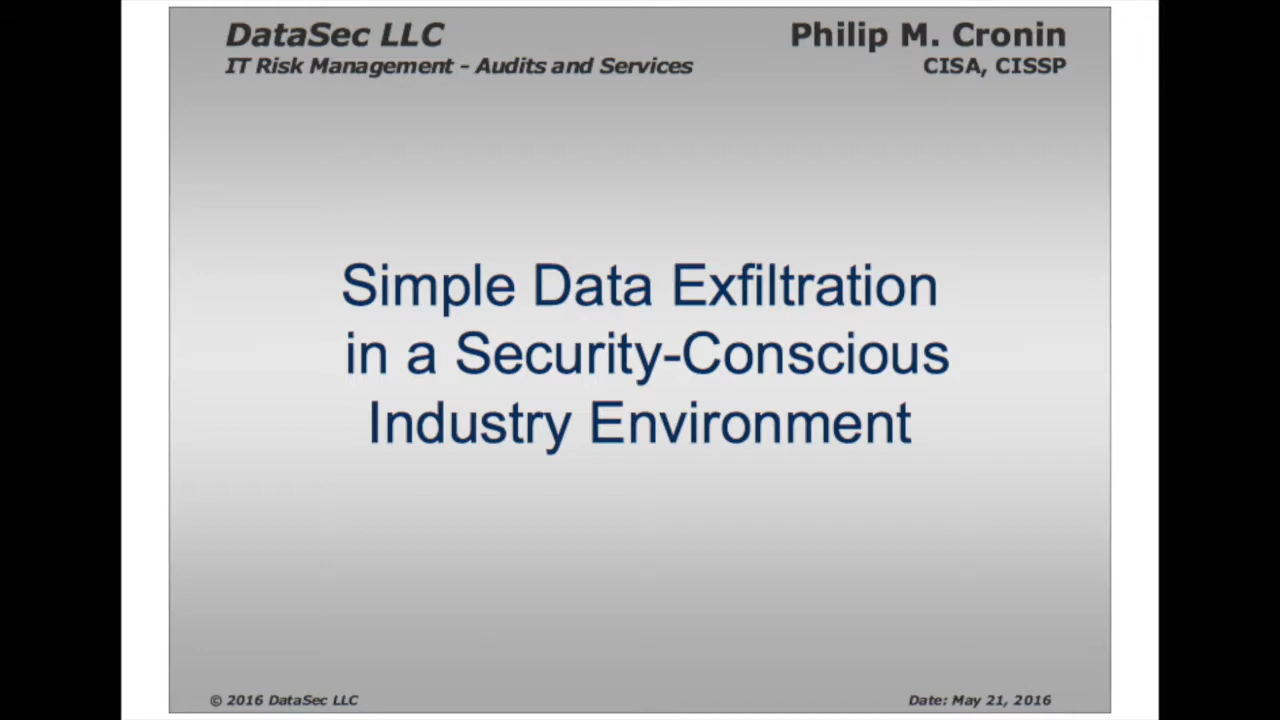 DataSec LLC
Philip M. Cronin
IT Risk Management - Audits and Services
CISA, CISSP
Simple Data Exfiltration
in a Security-Conscious
Industry Environment
© 2016 DataSec LLC
Date: May 21, 2016